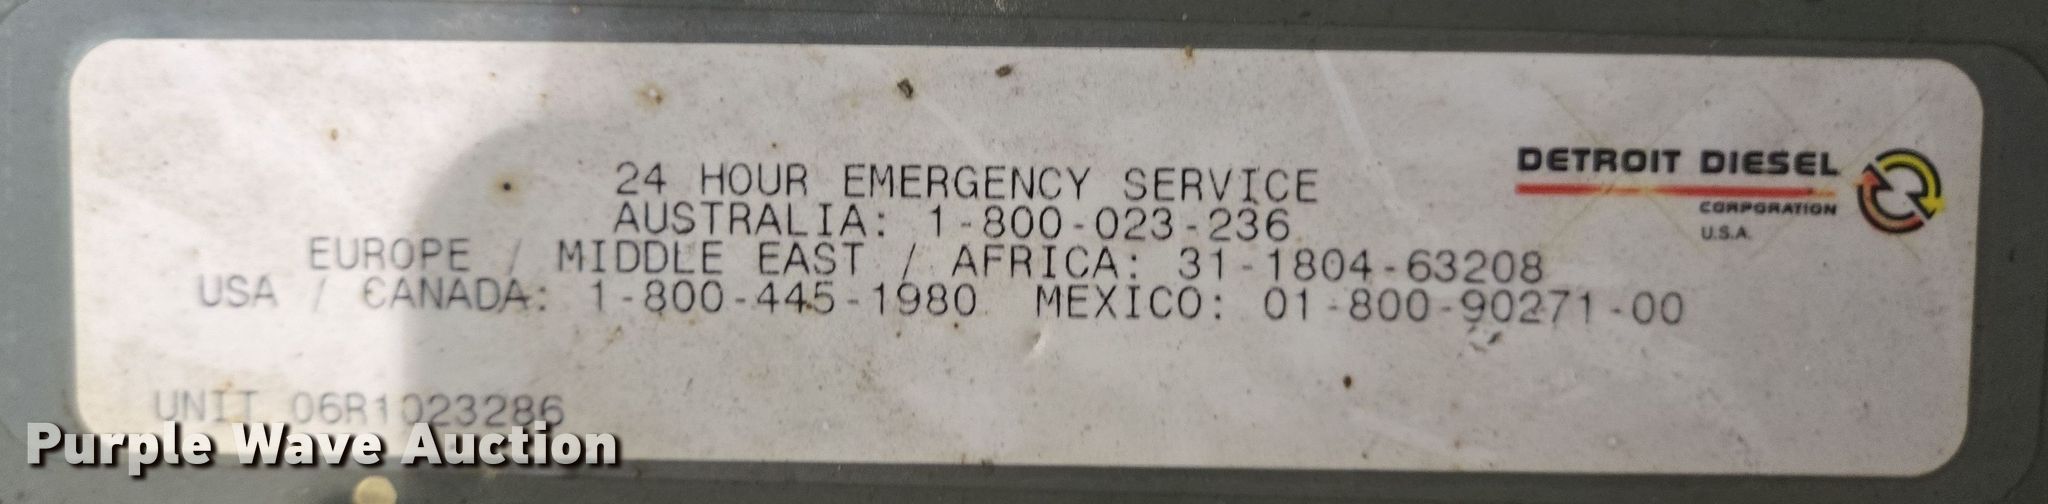 24 HOUR EMERGENCY SERVICE
AUSTRALIA: 1-800-023-236
EUROPE / MIDDLE EAST / AFRICA: 31-1804-63208
USA / CANADA: 1-800-445-1980 MEXICO: 01-800-90271-00
DETROIT DIESEL
CORPORATION
U.S.A.
UNIT 06R1023286
Purple Wave Auction